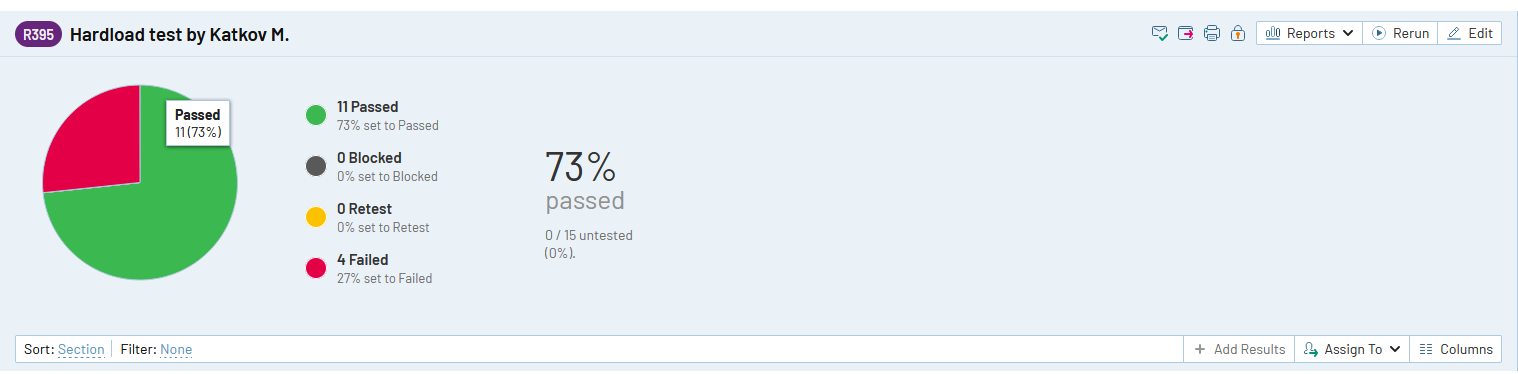 R395 Hardload test by Katkov M. Reports Rerun Edit
Passed
11 (73%)
11 Passed
73% set to Passed
0 Blocked
0% set to Blocked
0 Retest
0% set to Retest
4 Failed
27% set to Failed
73%
passed
0 / 15 untested
(0%).
Sort: Section Filter: None + Add Results Assign To Columns